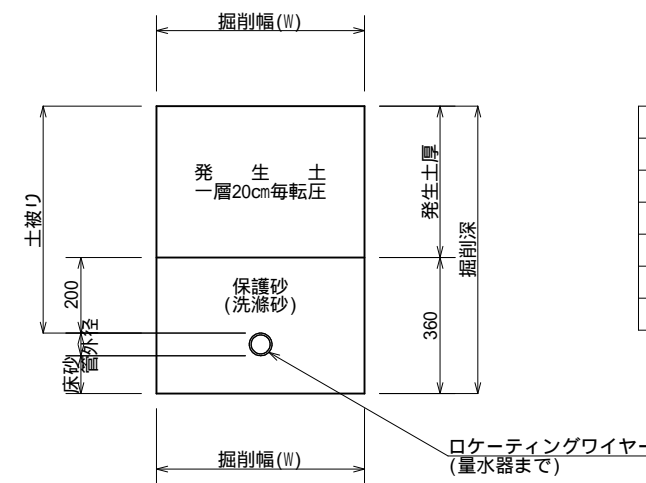 掘削幅(W)
発　生　土
一層20cm毎転圧
土被り
発生土厚
掘削深
保護砂
(洗滌砂)
200
360
管外径
床砂
ロケーティングワイヤー
(量水器まで)
掘削幅(W)